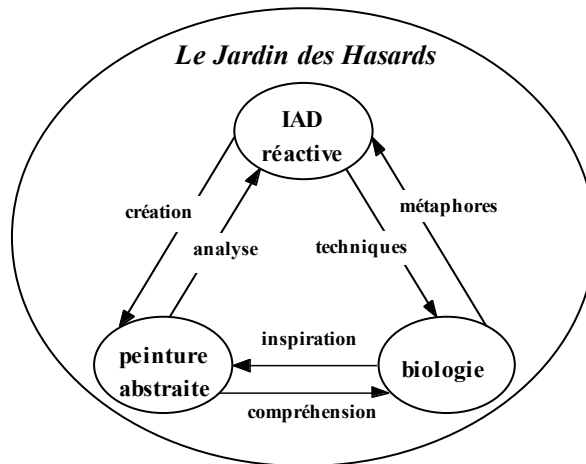 Le Jardin des Hasards
IAD
réactive
création
métaphores
analyse
techniques
inspiration
peinture
abstraite
biologie
compréhension